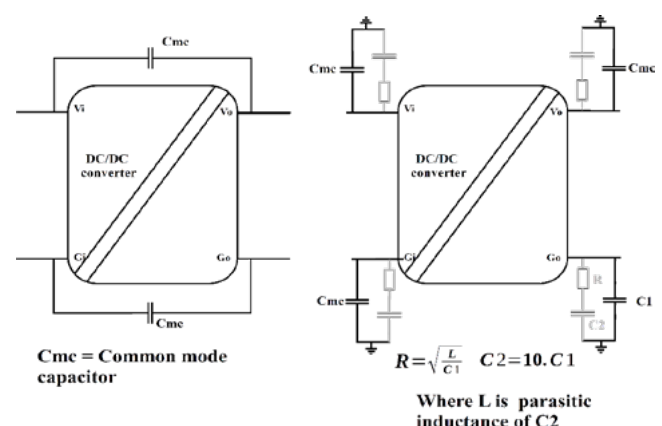 Cmc
Vi
Vo
DC/DC
converter
Gi
Go
Cmc
Cmc = Common mode
capacitor
Cmc
Cmc
Vi
Vo
DC/DC
converter
Gi
Go
Cmc
R
C1
C2
R=√L/C1 C2=10.C1
Where L is parasitic
inductance of C2